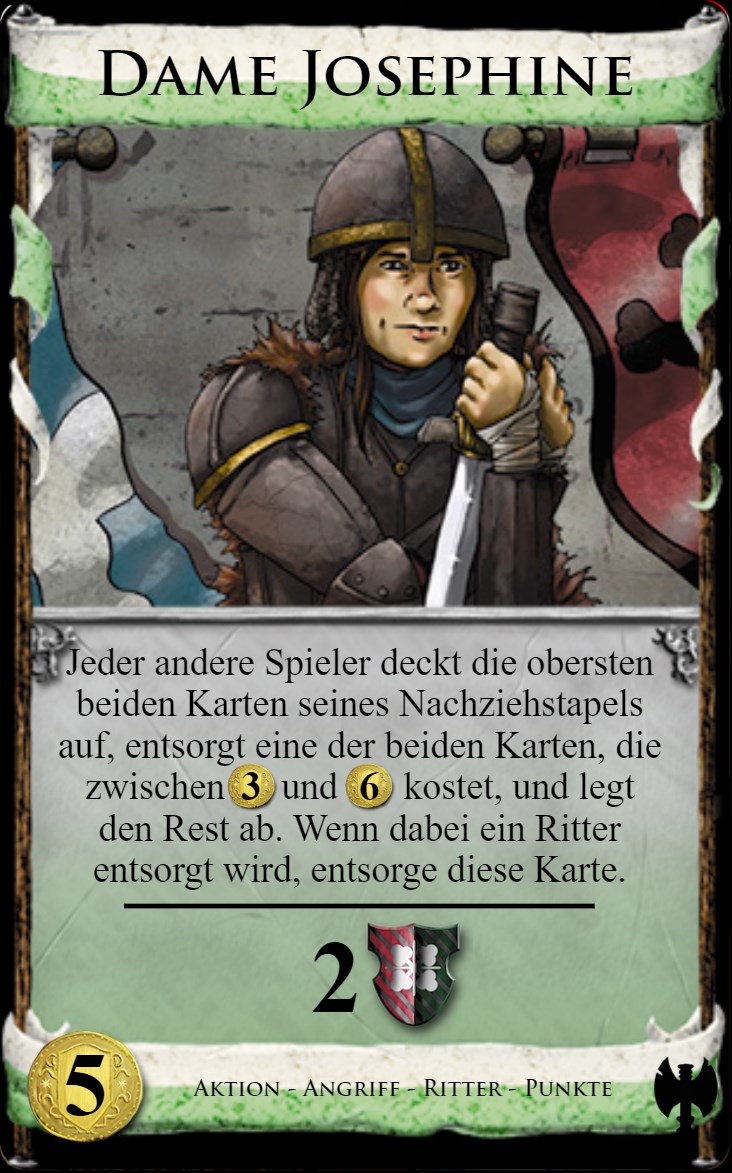 Dame Josephine
Jeder andere Spieler deckt die obersten
beiden Karten seines Nachziehstapels
auf, entsorgt eine der beiden Karten, die
zwischen 3 und 6 kostet, und legt
den Rest ab. Wenn dabei ein Ritter
entsorgt wird, entsorge diese Karte.
2
5
Aktion - Angriff - Ritter - Punkte